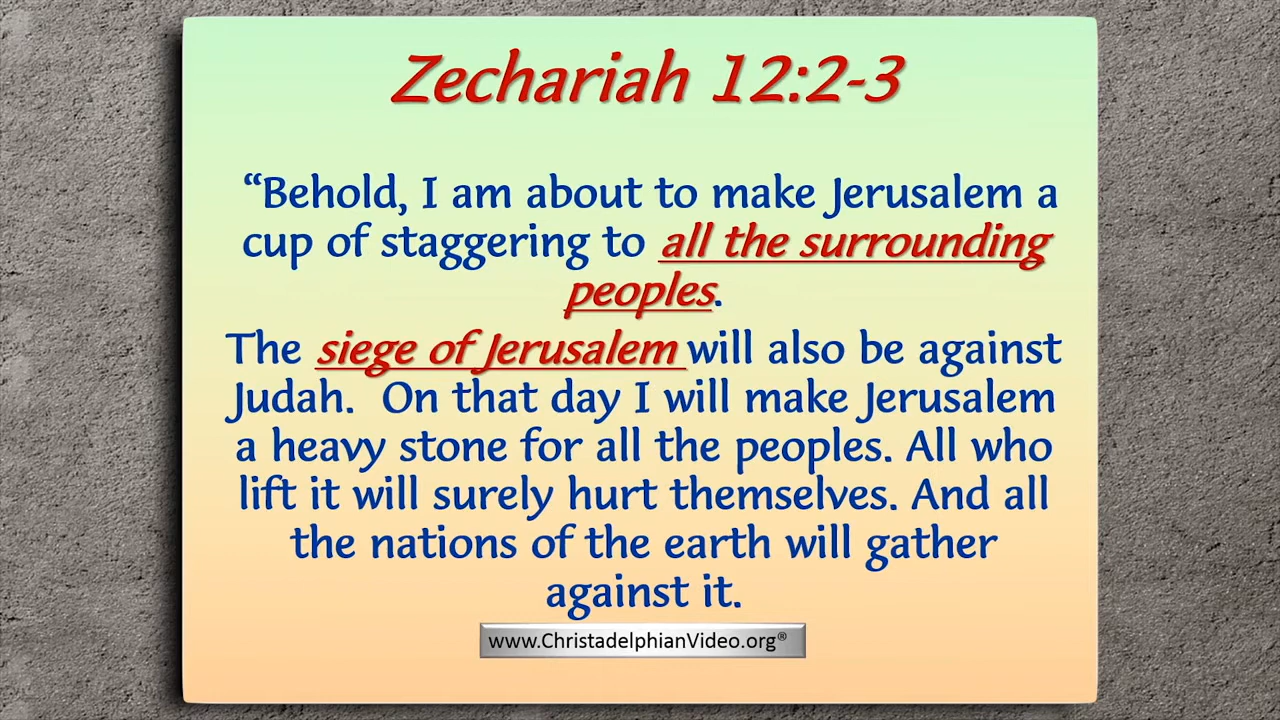 Zechariah 12:2-3
“Behold, I am about to make Jerusalem a
cup of staggering to all the surrounding
peoples.
The siege of Jerusalem will also be against
Judah.  On that day I will make Jerusalem
a heavy stone for all the peoples. All who
lift it will surely hurt themselves. And all
the nations of the earth will gather
against it.
www.ChristadelphianVideo.org®